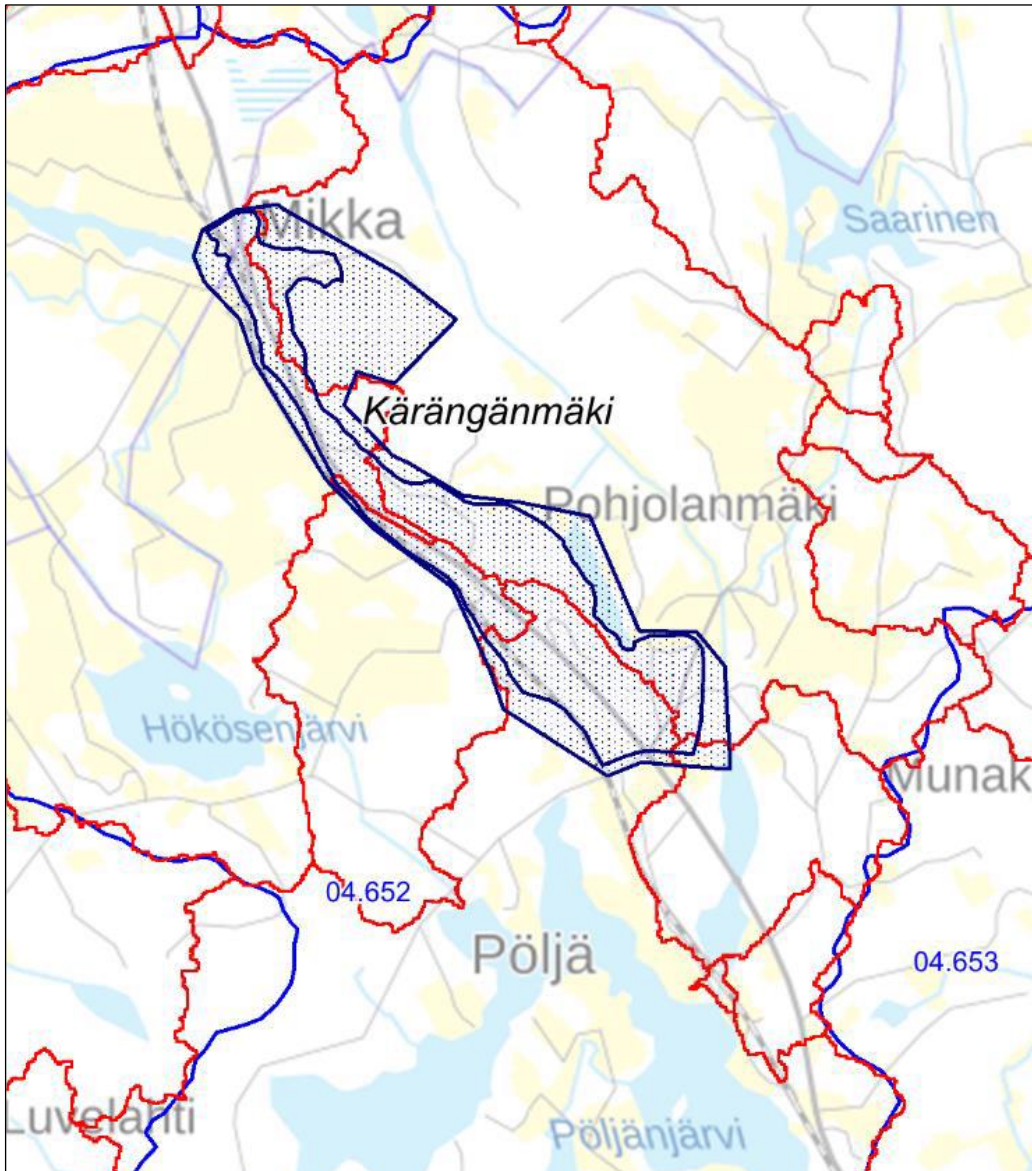 Mikka
Saarinen
Kärängänmäki
Pohjolanmäki
Hökösenjärvi
Munak
04.652
Pöljä
04.653
Luvelahti
Pöljänjärvi